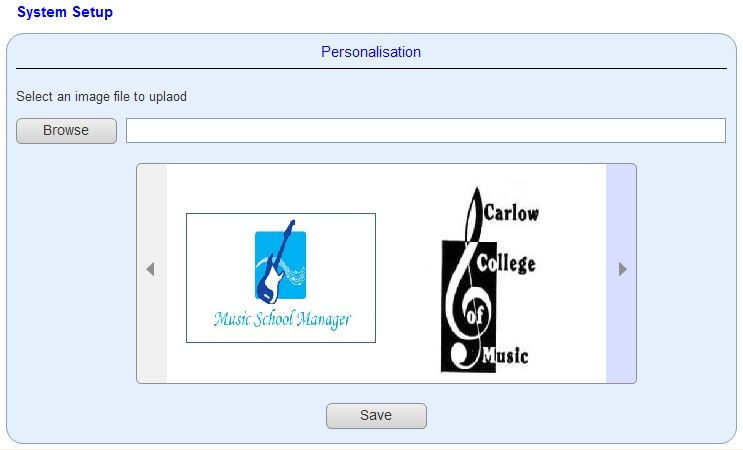 System Setup
Personalisation
Select an image file to uplaod
Browse
Music School Manager
Carlow
College
of
Music
Save